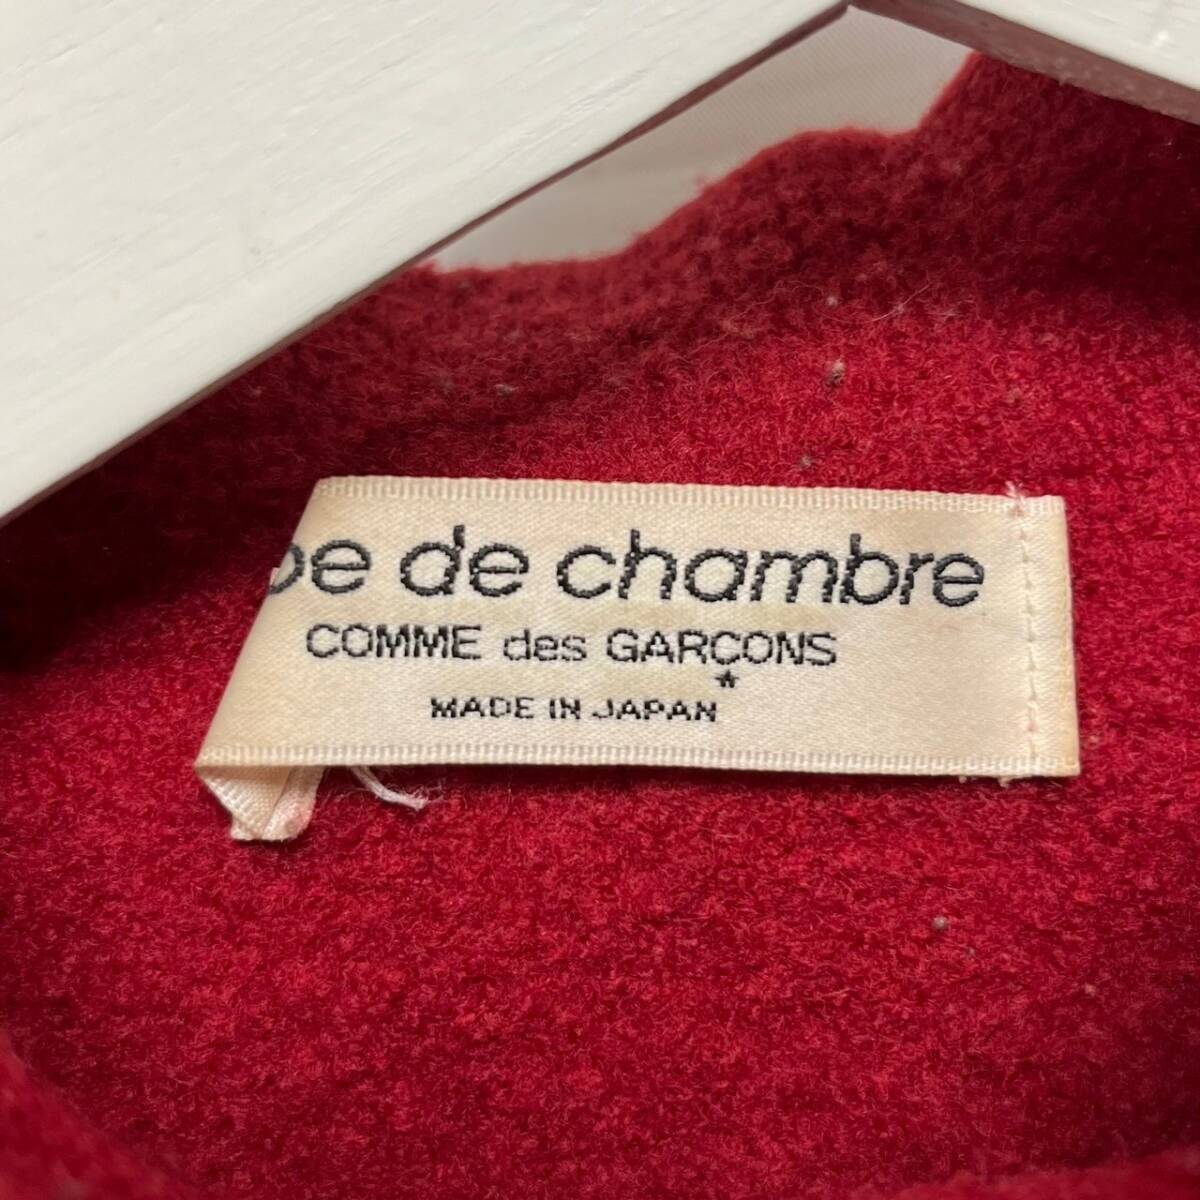 be de chambre
COMME des GARÇONS
*
MADE IN JAPAN